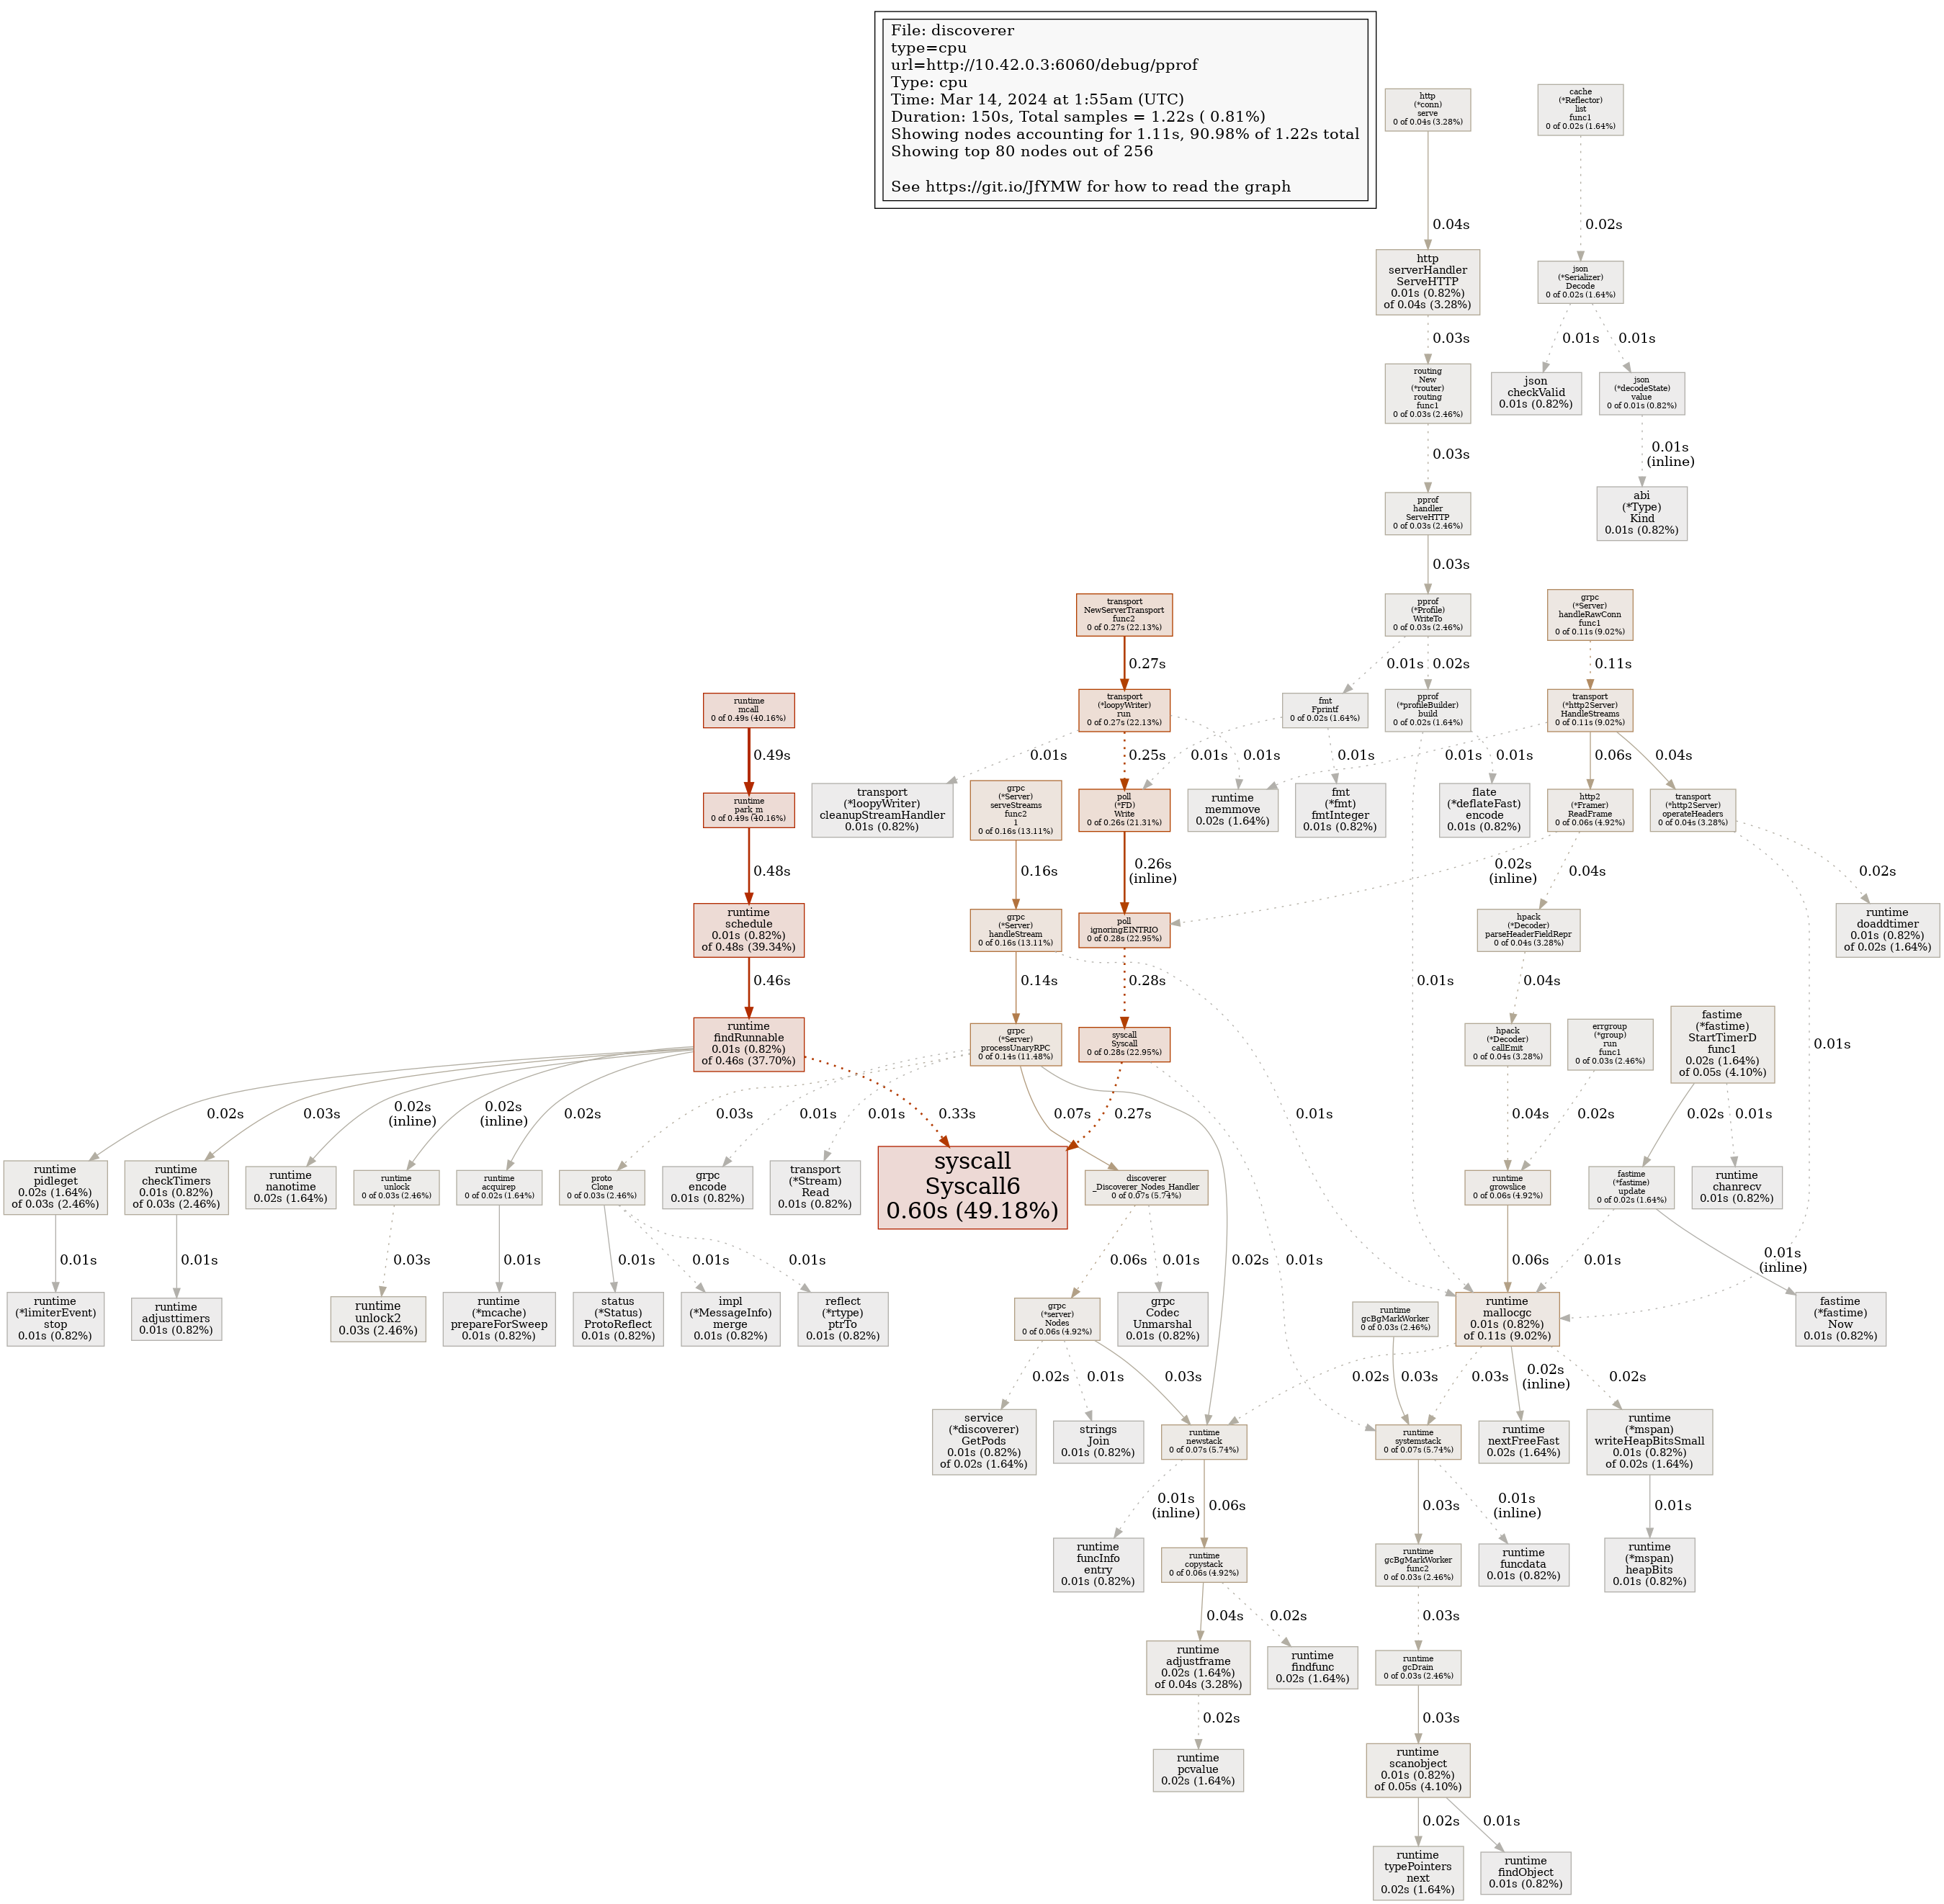 File: discoverer
type=cpu
url=http://10.42.0.3:6060/debug/pprof
Type: cpu
Time: Mar 14, 2024 at 1:55am (UTC)
Duration: 150s, Total samples = 1.22s ( 0.81%)
Showing nodes accounting for 1.11s, 90.98% of 1.22s total
Showing top 80 nodes out of 256
See https://git.io/JfYMW for how to read the graph
http
(*conn)
serve
0 of 0.04s (3.28%)
cache
(*Reflector)
list
func1
0 of 0.02s (1.64%)
0.04s
0.02s
http
serverHandler
ServeHTTP
0.01s (0.82%)
of 0.04s (3.28%)
json
(*Serializer)
Decode
0 of 0.02s (1.64%)
0.03s
0.01s
0.01s
routing
New
(*router)
routing
func1
0 of 0.03s (2.46%)
json
checkValid
0.01s (0.82%)
json
(*decodeState)
value
0 of 0.01s (0.82%)
0.03s
0.01s
(inline)
pprof
handler
ServeHTTP
0 of 0.03s (2.46%)
abi
(*Type)
Kind
0.01s (0.82%)
0.03s
transport
NewServerTransport
func2
0 of 0.27s (22.13%)
pprof
(*Profile)
WriteTo
0 of 0.03s (2.46%)
grpc
(*Server)
handleRawConn
func1
0 of 0.11s (9.02%)
0.27s
0.01s
0.02s
0.11s
runtime
mcall
0 of 0.49s (40.16%)
transport
(*loopyWriter)
run
0 of 0.27s (22.13%)
fmt
Fprintf
0 of 0.02s (1.64%)
pprof
(*profileBuilder)
build
0 of 0.02s (1.64%)
transport
(*http2Server)
HandleStreams
0 of 0.11s (9.02%)
0.49s
0.01s
0.25s
0.01s
0.01s
0.01s
0.01s
0.01s
0.06s
0.04s
runtime
park_m
0 of 0.49s (40.16%)
transport
(*loopyWriter)
cleanupStreamHandler
0.01s (0.82%)
grpc
(*Server)
serveStreams
func2
1
0 of 0.16s (13.11%)
poll
(*FD)
Write
0 of 0.26s (21.31%)
runtime
memmove
0.02s (1.64%)
fmt
(*fmt)
fmtInteger
0.01s (0.82%)
flate
(*deflateFast)
encode
0.01s (0.82%)
http2
(*Framer)
ReadFrame
0 of 0.06s (4.92%)
transport
(*http2Server)
operateHeaders
0 of 0.04s (3.28%)
0.48s
0.16s
0.26s
(inline)
0.02s
(inline)
0.04s
0.02s
runtime
schedule
0.01s (0.82%)
of 0.48s (39.34%)
grpc
(*Server)
handleStream
0 of 0.16s (13.11%)
poll
ignoringEINTRIO
0 of 0.28s (22.95%)
hpack
(*Decoder)
parseHeaderFieldRepr
0 of 0.04s (3.28%)
runtime
doaddtimer
0.01s (0.82%)
of 0.02s (1.64%)
0.46s
0.14s
0.28s
0.01s
0.04s
runtime
findRunnable
0.01s (0.82%)
of 0.46s (37.70%)
grpc
(*Server)
processUnaryRPC
0 of 0.14s (11.48%)
syscall
Syscall
0 of 0.28s (22.95%)
hpack
(*Decoder)
callEmit
0 of 0.04s (3.28%)
errgroup
(*group)
run
func1
0 of 0.03s (2.46%)
fastime
(*fastime)
StartTimerD
func1
0.02s (1.64%)
of 0.05s (4.10%)
0.01s
0.02s
0.03s
0.02s
(inline)
0.02s
(inline)
0.02s
0.33s
0.03s
0.01s
0.01s
0.07s
0.27s
0.01s
0.04s
0.02s
0.02s
0.01s
runtime
pidleget
0.02s (1.64%)
of 0.03s (2.46%)
runtime
checkTimers
0.01s (0.82%)
of 0.03s (2.46%)
runtime
nanotime
0.02s (1.64%)
runtime
unlock
0 of 0.03s (2.46%)
runtime
acquirep
0 of 0.02s (1.64%)
proto
Clone
0 of 0.03s (2.46%)
grpc
encode
0.01s (0.82%)
transport
(*Stream)
Read
0.01s (0.82%)
syscall
Syscall6
0.60s (49.18%)
discoverer
_Discoverer_Nodes_Handler
0 of 0.07s (5.74%)
runtime
growslice
0 of 0.06s (4.92%)
fastime
(*fastime)
update
0 of 0.02s (1.64%)
runtime
chanrecv
0.01s (0.82%)
0.01s
0.01s
0.03s
0.01s
0.01s
0.01s
0.01s
0.06s
0.01s
0.02s
0.01s
0.06s
0.01s
0.01s
(inline)
runtime
(*limiterEvent)
stop
0.01s (0.82%)
runtime
adjusttimers
0.01s (0.82%)
runtime
unlock2
0.03s (2.46%)
runtime
(*mcache)
prepareForSweep
0.01s (0.82%)
status
(*Status)
ProtoReflect
0.01s (0.82%)
impl
(*MessageInfo)
merge
0.01s (0.82%)
reflect
(*rtype)
ptrTo
0.01s (0.82%)
grpc
(*server)
Nodes
0 of 0.06s (4.92%)
grpc
Codec
Unmarshal
0.01s (0.82%)
runtime
gcBgMarkWorker
0 of 0.03s (2.46%)
runtime
mallocgc
0.01s (0.82%)
of 0.11s (9.02%)
fastime
(*fastime)
Now
0.01s (0.82%)
0.02s
0.01s
0.03s
0.02s
0.03s
0.03s
0.02s
(inline)
0.02s
service
(*discoverer)
GetPods
0.01s (0.82%)
of 0.02s (1.64%)
strings
Join
0.01s (0.82%)
runtime
newstack
0 of 0.07s (5.74%)
runtime
systemstack
0 of 0.07s (5.74%)
runtime
nextFreeFast
0.02s (1.64%)
runtime
(*mspan)
writeHeapBitsSmall
0.01s (0.82%)
of 0.02s (1.64%)
0.01s
(inline)
0.06s
0.03s
0.01s
(inline)
0.01s
runtime
funcInfo
entry
0.01s (0.82%)
runtime
copystack
0 of 0.06s (4.92%)
runtime
gcBgMarkWorker
func2
0 of 0.03s (2.46%)
runtime
funcdata
0.01s (0.82%)
runtime
(*mspan)
heapBits
0.01s (0.82%)
0.04s
0.02s
0.03s
runtime
adjustframe
0.02s (1.64%)
of 0.04s (3.28%)
runtime
findfunc
0.02s (1.64%)
runtime
gcDrain
0 of 0.03s (2.46%)
0.02s
0.03s
runtime
pcvalue
0.02s (1.64%)
runtime
scanobject
0.01s (0.82%)
of 0.05s (4.10%)
0.02s
0.01s
runtime
typePointers
next
0.02s (1.64%)
runtime
findObject
0.01s (0.82%)